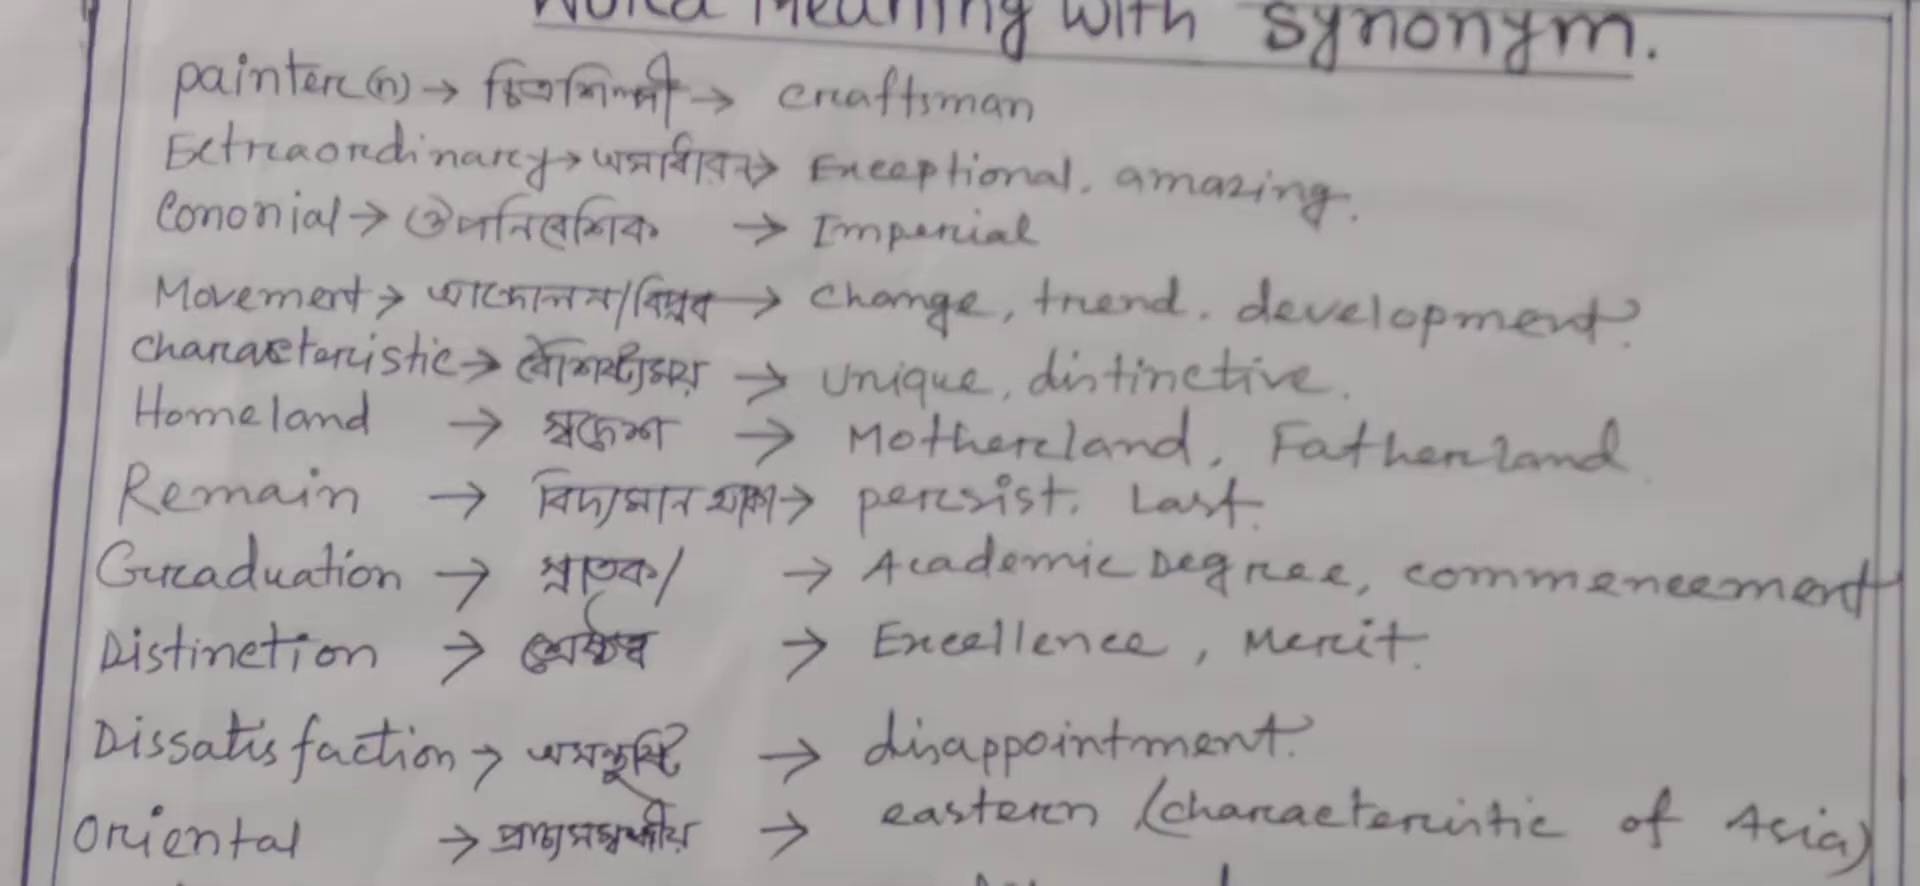 Word Meaning with Synonym.
painter(n) → চিত্রশিল্পী → craftsman
Extraordinary → অসাধারন → Exceptional. amazing.
Cononial → ঔপনিবেশিক → Imperial
Movement → আন্দোলন/বিপ্লব → change, trend. development.
characteristic → বৈশিষ্ট্যময় → unique, distinctive.
Homeland → স্বদেশ → Motherland, Fatherland
Remain → বিদ্যমান থাকা → persist. Last.
Graduation → স্নাতক/ → Academic Degree, commencement
Distinction → শ্রেষ্ঠত্ব → Excellence, Merit.
Dissatisfaction → অসন্তুষ্টি → disappointment.
Oriental → প্রাচ্যসম্বন্ধীয় → eastern (characteristic of Asia)